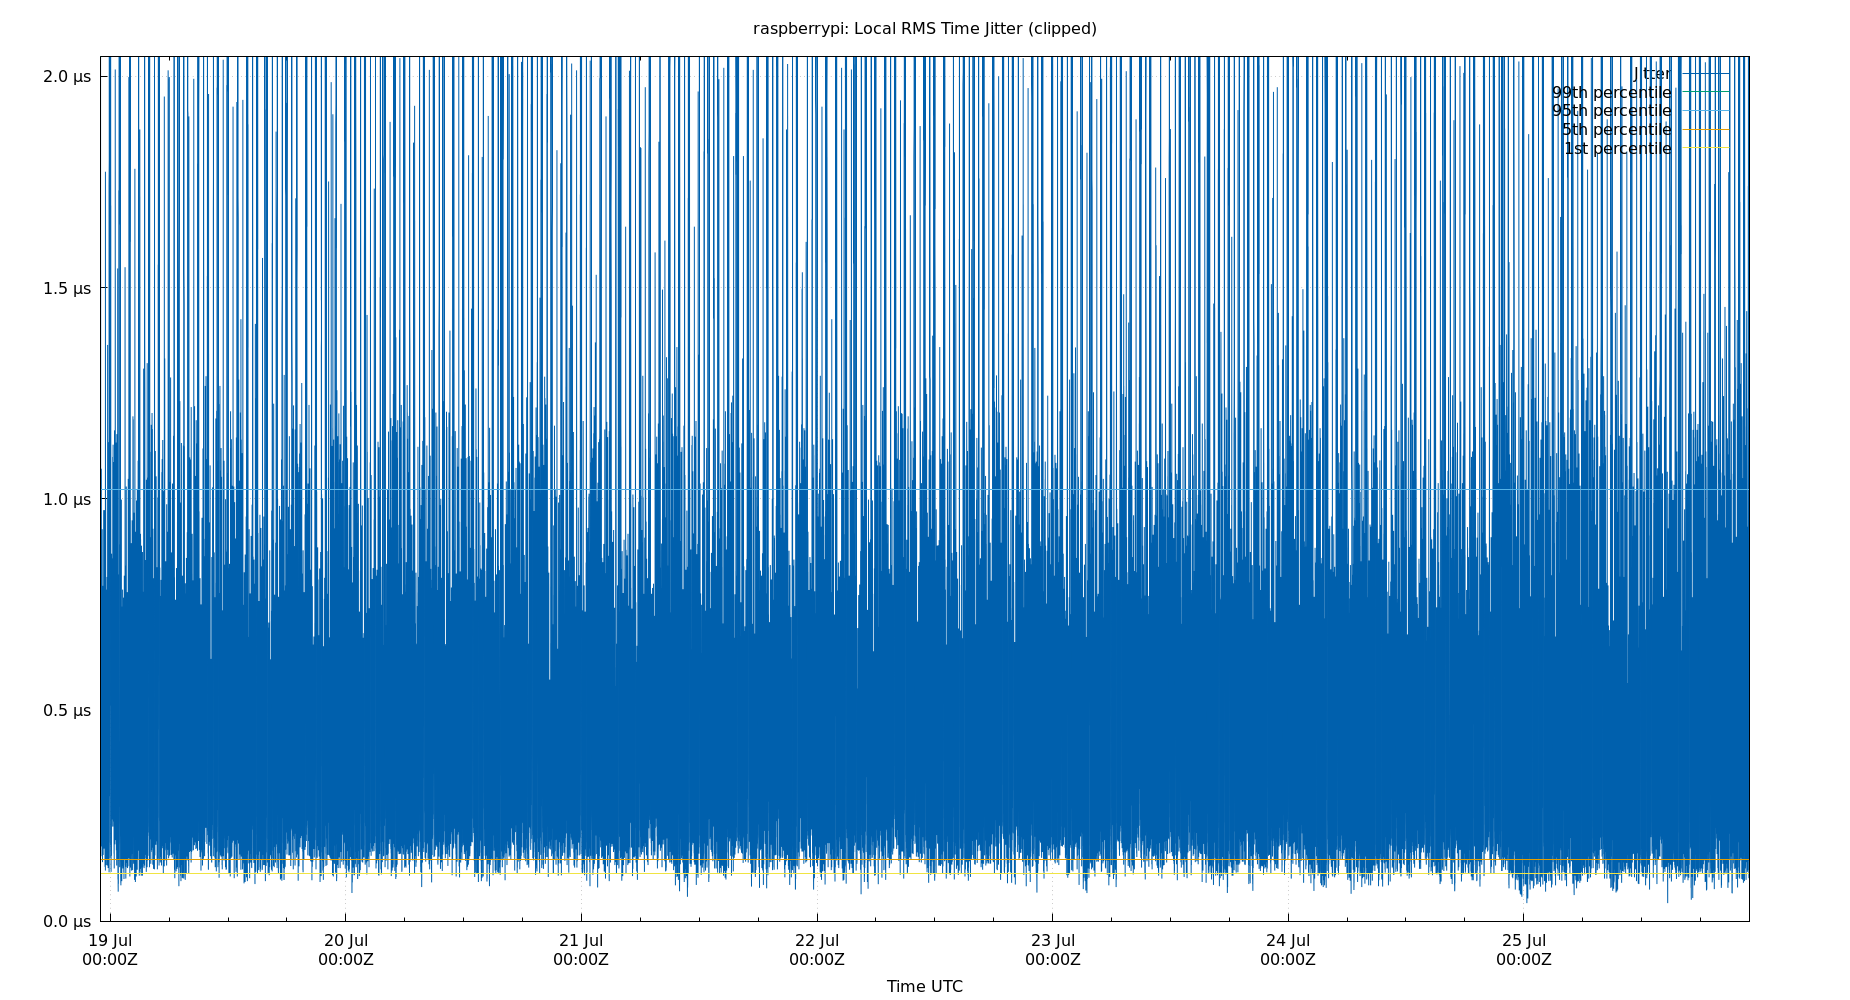 raspberrypi: Local RMS Time Jitter (clipped)
2.0 µs
1.5 µs
1.0 µs
0.5 µs
0.0 µs
Jitter
99th percentile
95th percentile
5th percentile
1st percentile
19 Jul
00:00Z
20 Jul
00:00Z
21 Jul
00:00Z
22 Jul
00:00Z
23 Jul
00:00Z
24 Jul
00:00Z
25 Jul
00:00Z
Time UTC